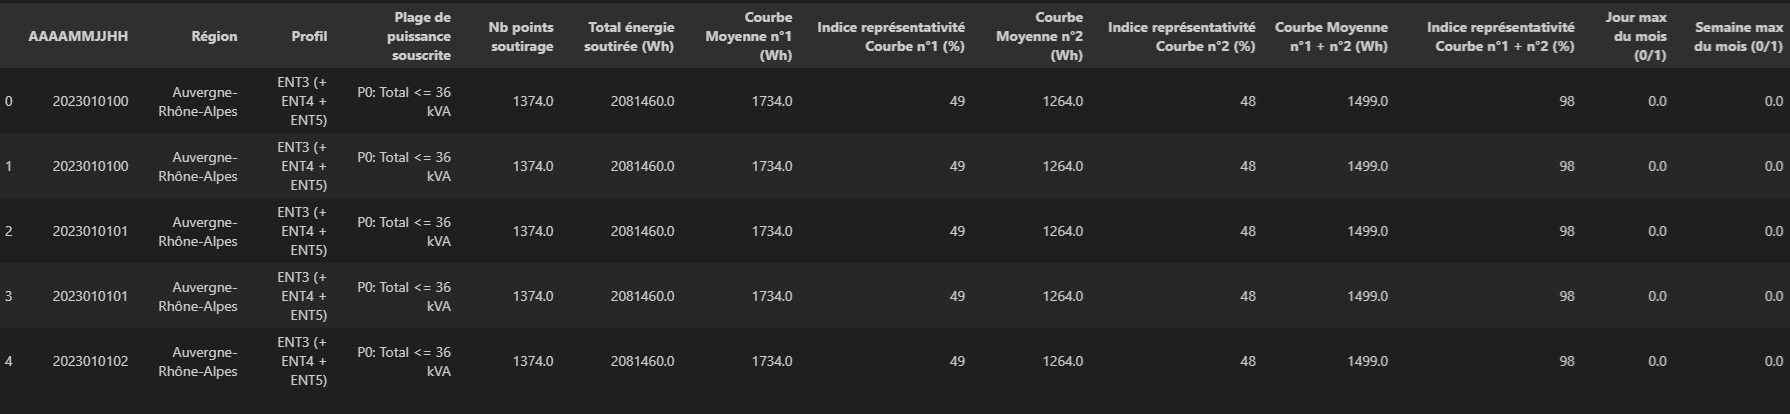 AAAAMMJJHH Région Profil Plage de puissance souscrite Nb points soutirage Total énergie soutirée (Wh) Courbe Moyenne n°1 (Wh) Indice représentativité Courbe n°1 (%) Courbe Moyenne n°2 (Wh) Indice représentativité Courbe n°2 (%) Courbe Moyenne n°1 + n°2 (Wh) Indice représentativité Courbe n°1 + n°2 (%) Jour max du mois (0/1) Semaine max du mois (0/1)
0 2023010100 Auvergne-Rhône-Alpes ENT3 (+ ENT4 + ENT5) P0: Total <= 36 kVA 1374.0 2081460.0 1734.0 49 1264.0 48 1499.0 98 0.0 0.0
1 2023010100 Auvergne-Rhône-Alpes ENT3 (+ ENT4 + ENT5) P0: Total <= 36 kVA 1374.0 2081460.0 1734.0 49 1264.0 48 1499.0 98 0.0 0.0
2 2023010101 Auvergne-Rhône-Alpes ENT3 (+ ENT4 + ENT5) P0: Total <= 36 kVA 1374.0 2081460.0 1734.0 49 1264.0 48 1499.0 98 0.0 0.0
3 2023010101 Auvergne-Rhône-Alpes ENT3 (+ ENT4 + ENT5) P0: Total <= 36 kVA 1374.0 2081460.0 1734.0 49 1264.0 48 1499.0 98 0.0 0.0
4 2023010102 Auvergne-Rhône-Alpes ENT3 (+ ENT4 + ENT5) P0: Total <= 36 kVA 1374.0 2081460.0 1734.0 49 1264.0 48 1499.0 98 0.0 0.0